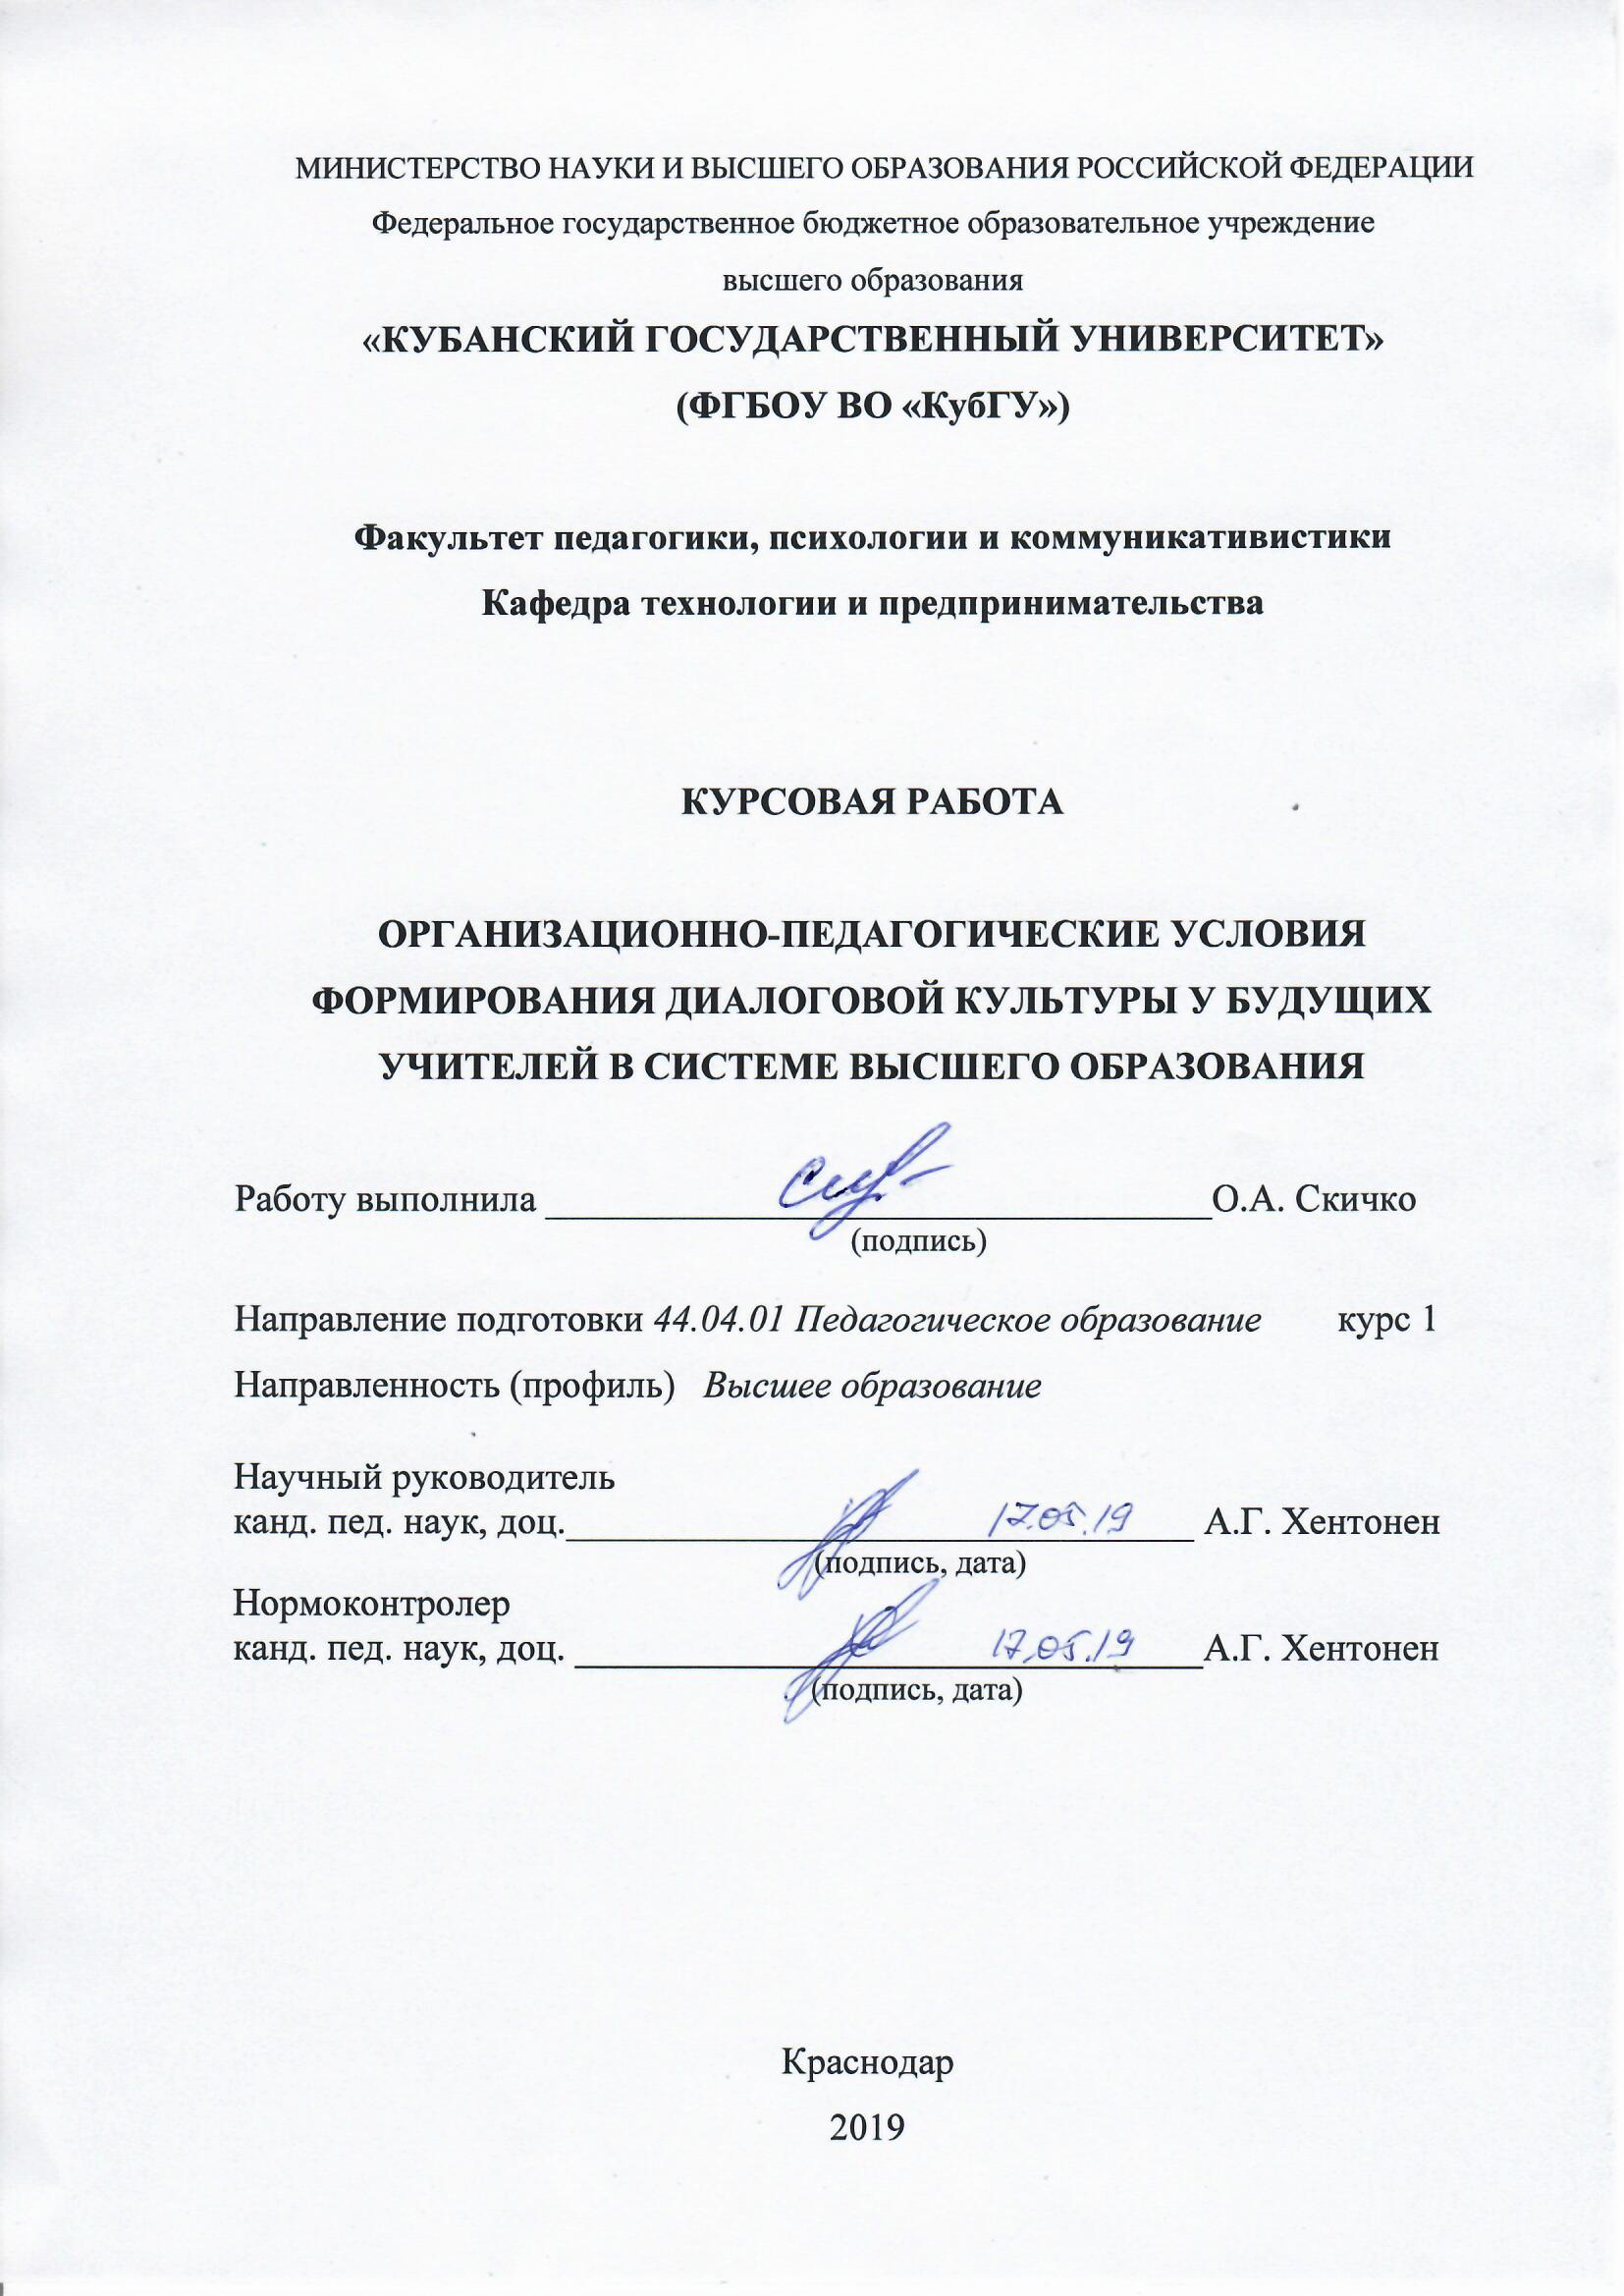 МИНИСТЕРСТВО НАУКИ И ВЫСШЕГО ОБРАЗОВАНИЯ РОССИЙСКОЙ ФЕДЕРАЦИИ
Федеральное государственное бюджетное образовательное учреждение
высшего образования
«КУБАНСКИЙ ГОСУДАРСТВЕННЫЙ УНИВЕРСИТЕТ»
(ФГБОУ ВО «КубГУ»)
Факультет педагогики, психологии и коммуникативистики
Кафедра технологии и предпринимательства
КУРСОВАЯ РАБОТА
ОРГАНИЗАЦИОННО-ПЕДАГОГИЧЕСКИЕ УСЛОВИЯ
ФОРМИРОВАНИЯ ДИАЛОГОВОЙ КУЛЬТУРЫ У БУДУЩИХ
УЧИТЕЛЕЙ В СИСТЕМЕ ВЫСШЕГО ОБРАЗОВАНИЯ
Работу выполнила О.А. Скичко
(подпись)
Направление подготовки 44.04.01 Педагогическое образование курс 1
Направленность (профиль) Высшее образование
Научный руководитель
канд. пед. наук, доц. 17.05.19 А.Г. Хентонен
(подпись, дата)
Нормоконтролер
канд. пед. наук, доц. 17.05.19 А.Г. Хентонен
(подпись, дата)
Краснодар
2019